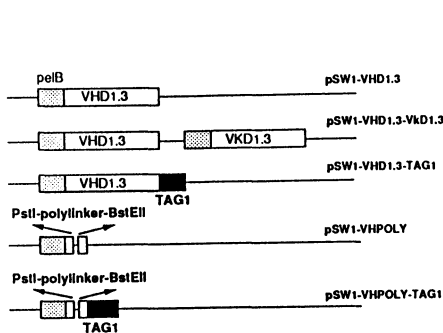 pelB
pSW1-VHD1.3
VHD1.3
pSW1-VHD1.3-VkD1.3
VHD1.3
VKD1.3
pSW1-VHD1.3-TAG1
VHD1.3
TAG1
PstI-polylinker-BstEII
pSW1-VHPOLY
PstI-polylinker-BstEII
pSW1-VHPOLY-TAG1
TAG1